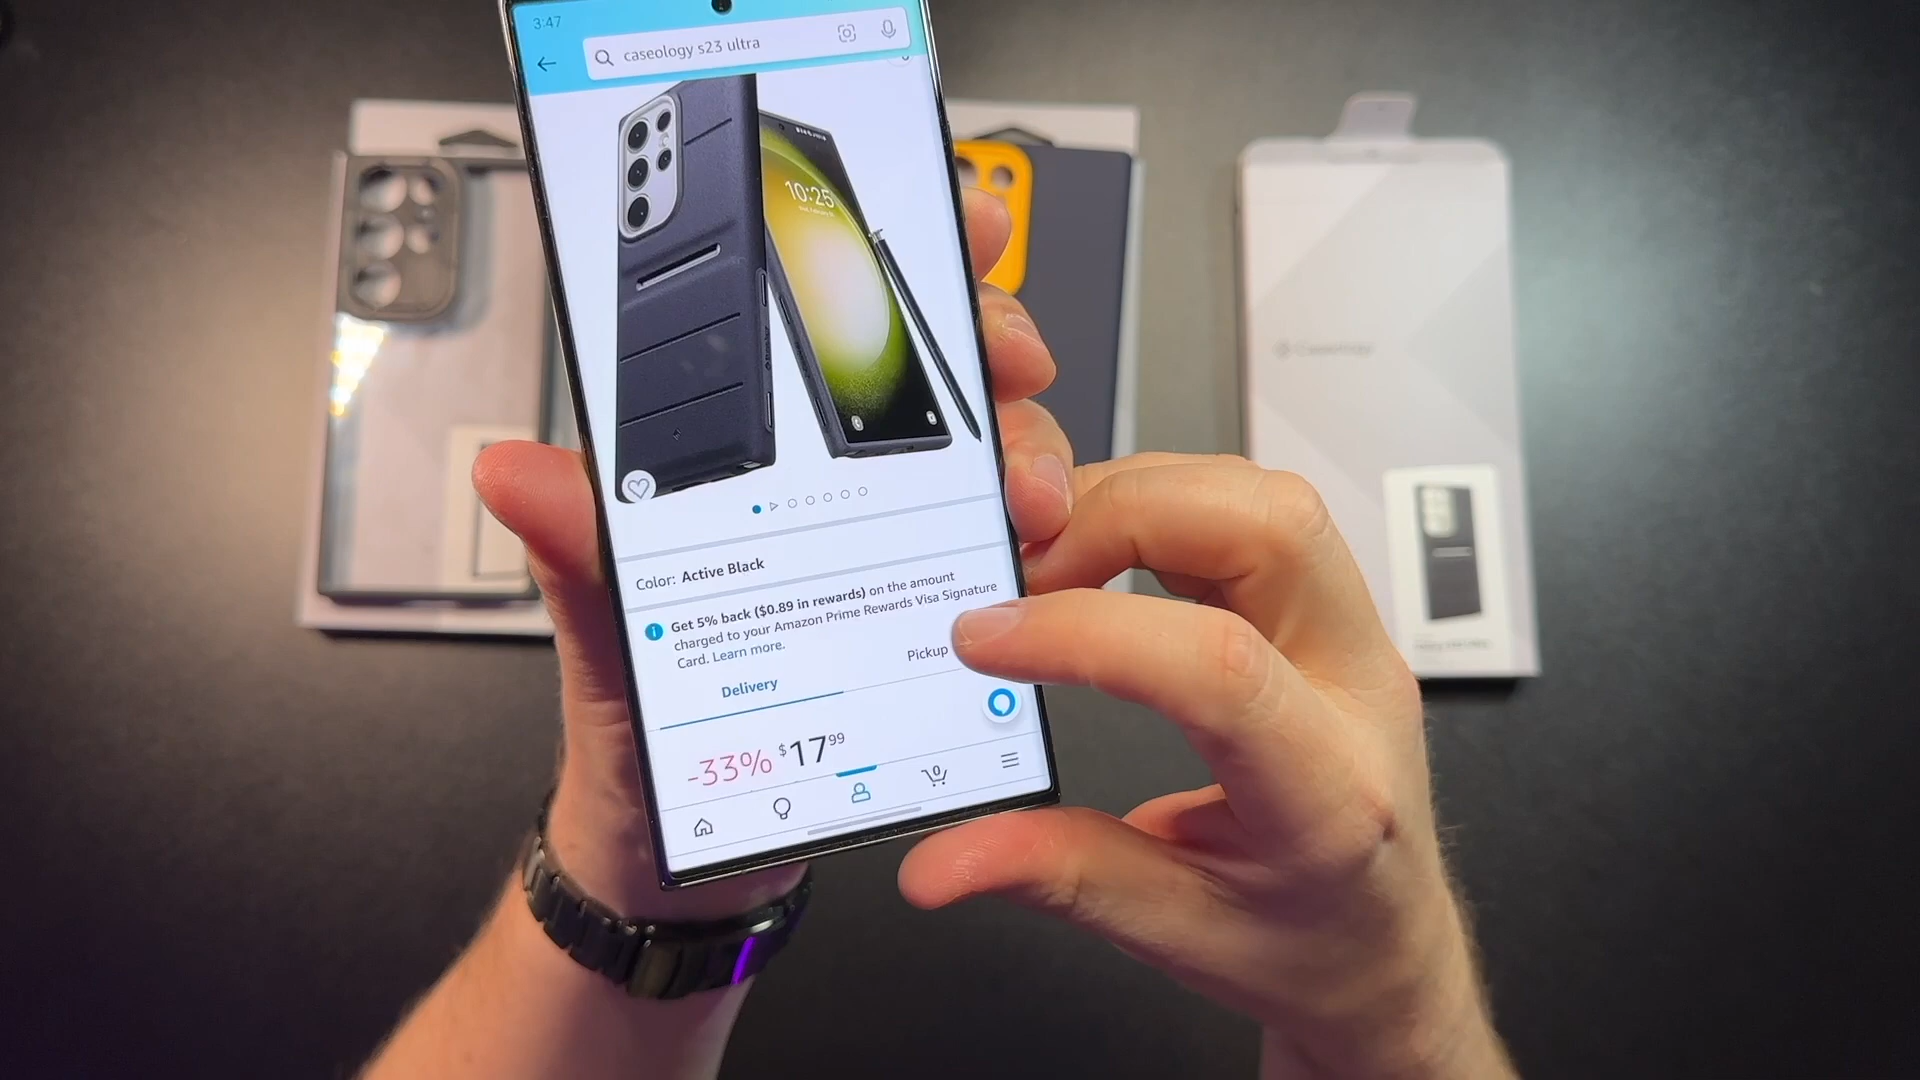 3:47
caseology s23 ultra
10:25
Color: Active Black
Get 5% back ($0.89 in rewards) on the amount
charged to your Amazon Prime Rewards Visa Signature
Card. Learn more.
Delivery
Pickup
-33% $17 99
0
Caseology